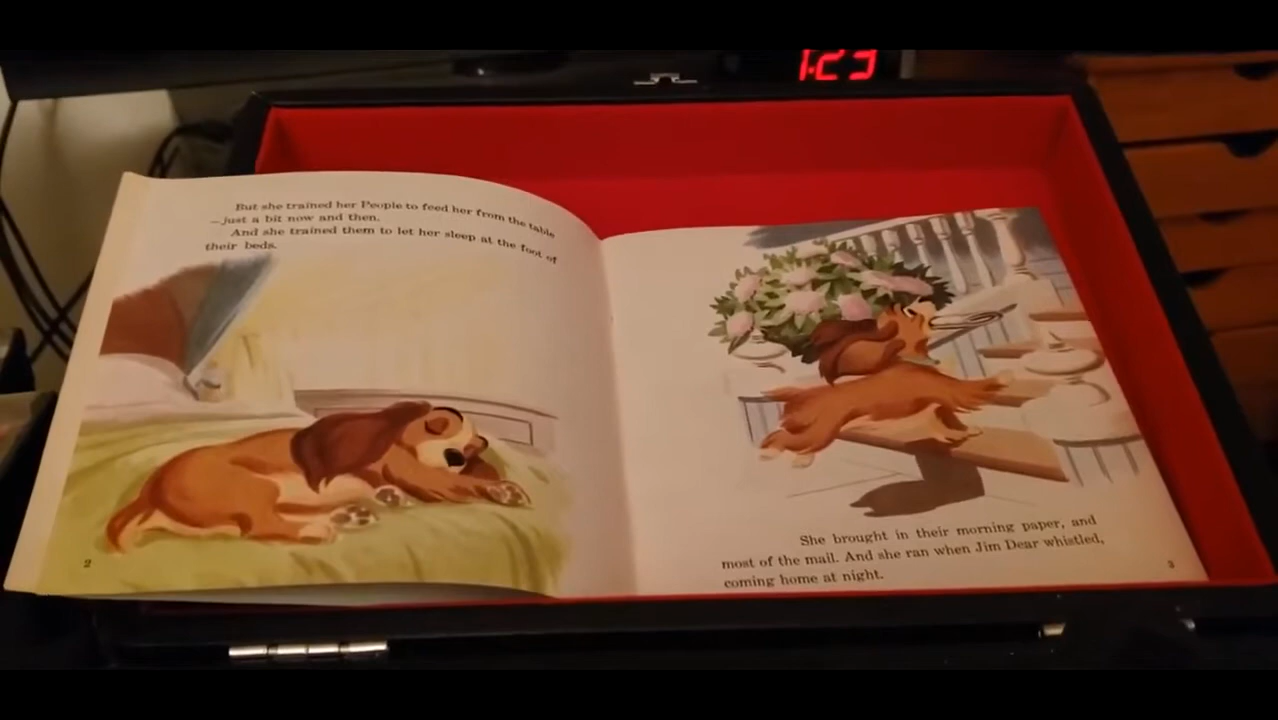 1:23
But she trained her People to feed her from the table
—just a bit now and then.
And she trained them to let her sleep at the foot of
their beds.
2
She brought in their morning paper, and
most of the mail. And she ran when Jim Dear whistled,
coming home at night.
3